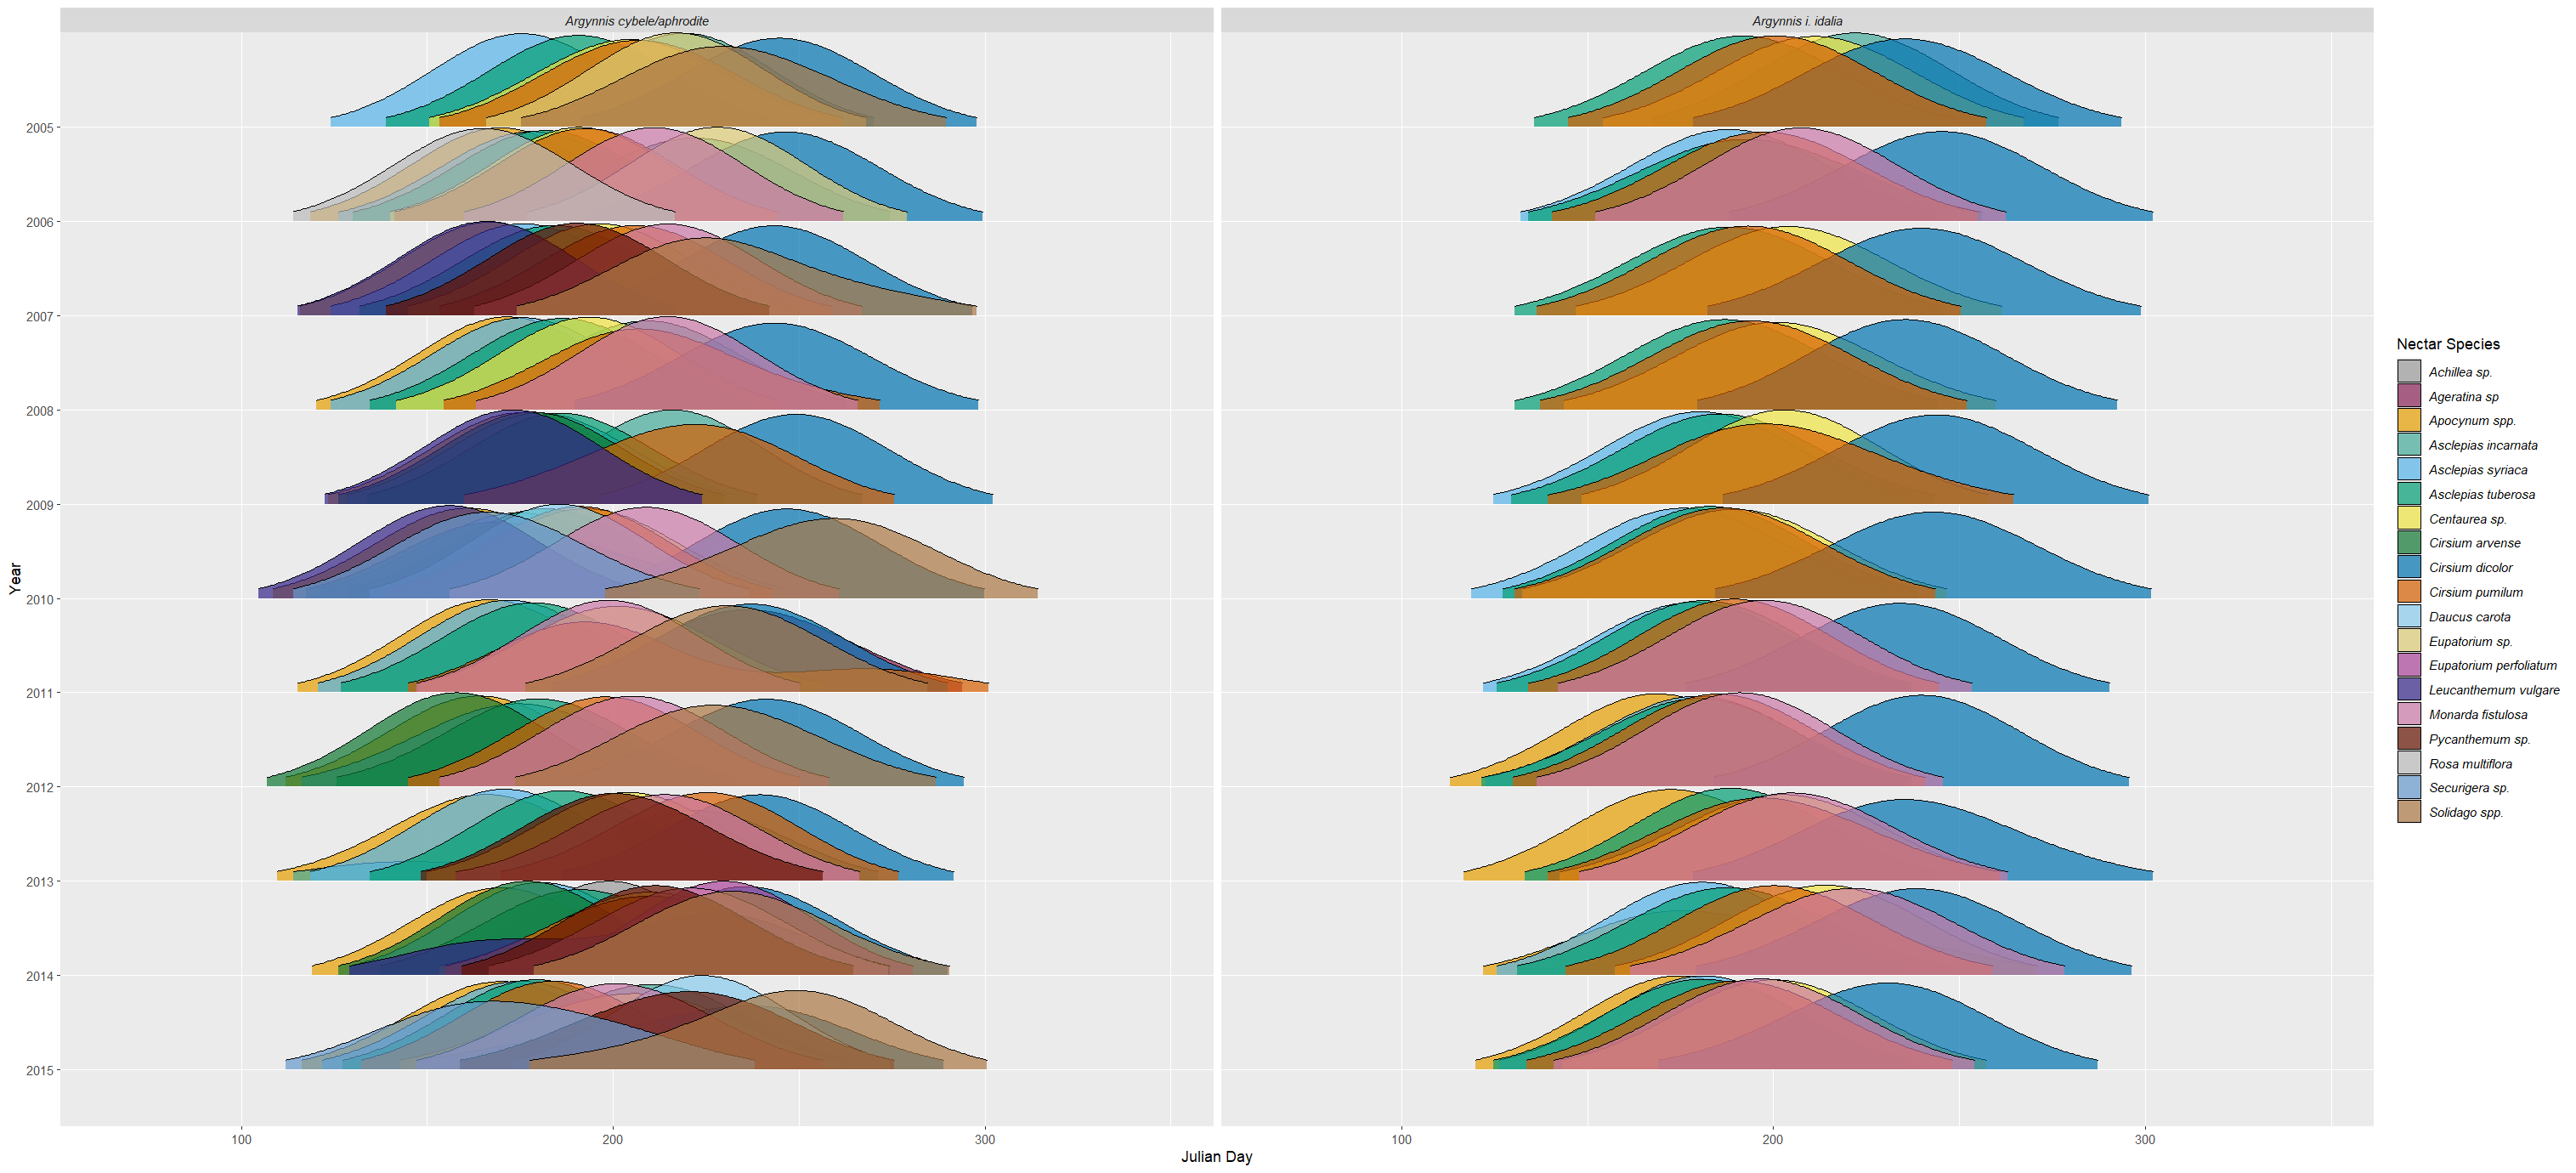 Argynnis cybele/aphrodite
Argynnis i. idalia
Year
2005
2006
2007
2008
2009
2010
2011
2012
2013
2014
2015
100
200
300
100
200
300
Julian Day
Nectar Species
Achillea sp.
Ageratina sp
Apocynum spp.
Asclepias incarnata
Asclepias syriaca
Asclepias tuberosa
Centaurea sp.
Cirsium arvense
Cirsium dicolor
Cirsium pumilum
Daucus carota
Eupatorium sp.
Eupatorium perfoliatum
Leucanthemum vulgare
Monarda fistulosa
Pycanthemum sp.
Rosa multiflora
Securigera sp.
Solidago spp.